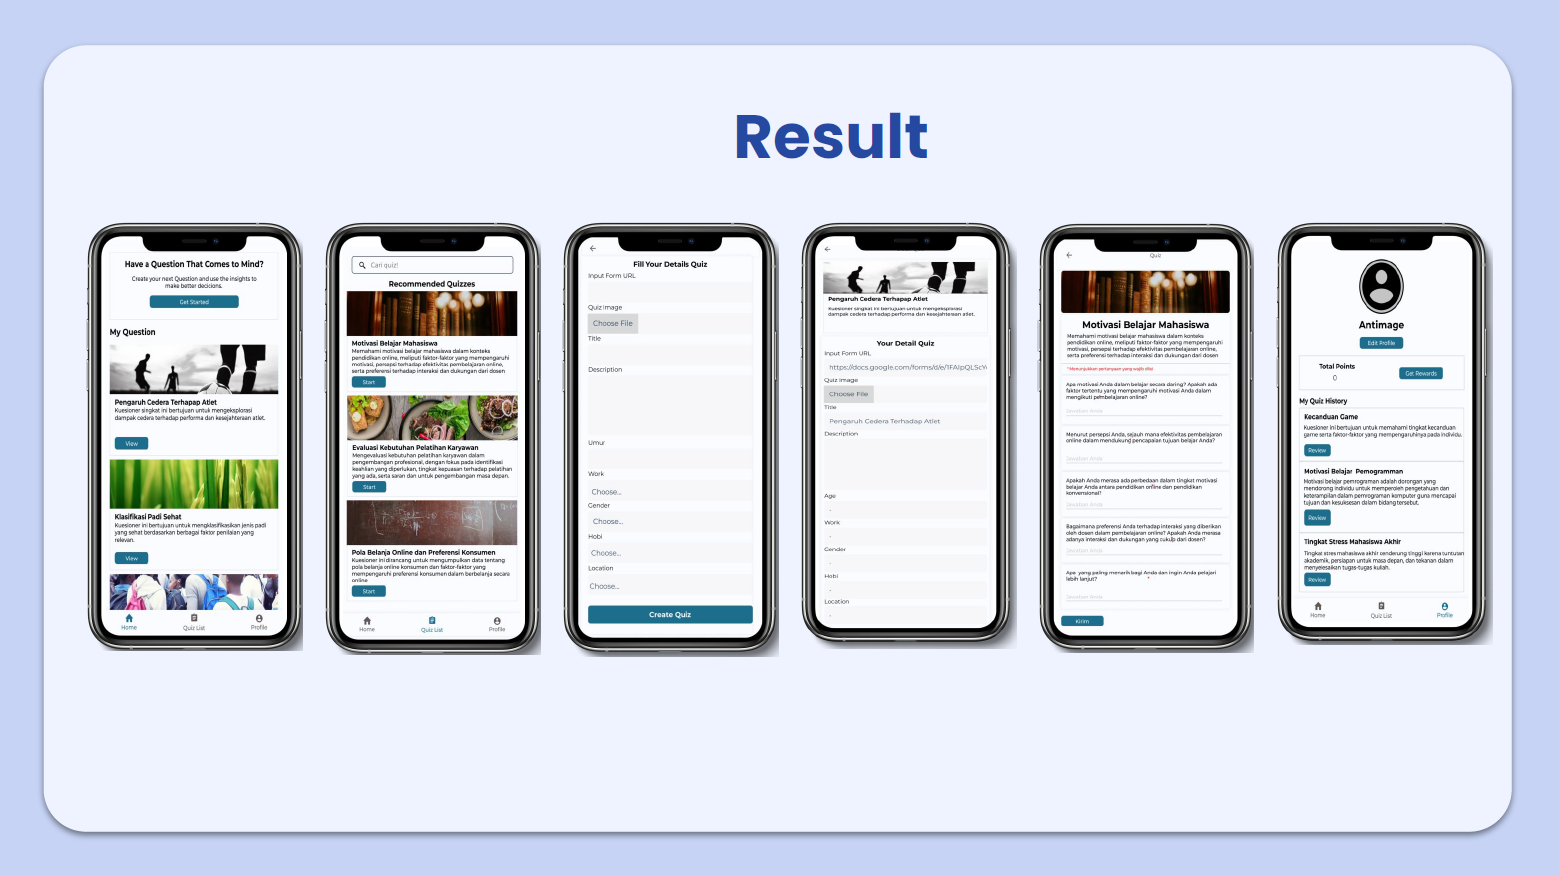 Result
Have a Question That Comes to Mind?
Create your next Question and use the insights to
make better decicions.
Get Started
My Question
Pengaruh Cedera Terhapap Atlet
Kuesioner singkat ini bertujuan untuk mengeksplorasi
dampak cedera terhadap performa dan kesejahteraan atlet.
View
Klasifikasi Padi Sehat
Kuesioner ini bertujuan untuk mengklasifikasikan jenis padi
yang sehat berdasarkan berbagai faktor penilaian yang
relevan.
View
Home
Quiz List
Profile
Cari quiz!
Recommended Quizzes
Motivasi Belajar Mahasiswa
Memahami motivasi belajar mahasiswa dalam konteks
pendidikan online, meliputi faktor-faktor yang mempengaruhi
motivasi, persepsi terhadap efektivitas pembelajaran online,
serta preferensi terhadap interaksi dan dukungan dari dosen
Start
Evaluasi Kebutuhan Pelatihan Karyawan
Mengevaluasi kebutuhan pelatihan karyawan dalam
pengembangan profesional, dengan fokus pada identifikasi
keahlian yang diperlukan, tingkat kepuasan terhadap pelatihan
yang ada, serta saran dan untuk pengembangan masa depan.
Start
Pola Belanja Online dan Preferensi Konsumen
Kuesioner ini dirancang untuk mengumpulkan data tentang
pola belanja online konsumen dan faktor-faktor yang
mempengaruhi preferensi konsumen dalam berbelanja secara
online
Start
Home
Quiz List
Profile
Fill Your Details Quiz
Input Form URL
Quiz Image
Choose File
Title
Description
Umur
Work
Choose...
Gender
Choose...
Hobi
Choose...
Location
Choose...
Create Quiz
Pengaruh Cedera Terhapap Atlet
Kuesioner singkat ini bertujuan untuk mengeksplorasi
dampak cedera terhadap performa dan kesejahteraan atlet.
Your Detail Quiz
Input Form URL
https://docs.google.com/forms/d/e/1FAIpQLScY
Quiz Image
Choose File
Title
Pengaruh Cedera Terhadap Atlet
Description
Age
-
Work
-
Gender
-
Hobi
-
Location
-
Quiz
Motivasi Belajar Mahasiswa
Memahami motivasi belajar mahasiswa dalam konteks
pendidikan online, meliputi faktor-faktor yang mempengaruhi
motivasi, persepsi terhadap efektivitas pembelajaran online,
serta preferensi terhadap interaksi dan dukungan dari dosen
* Menunjukkan pertanyaan yang wajib diisi
Apa motivasi Anda dalam belajar secara daring? Apakah ada
faktor tertentu yang mempengaruhi motivasi Anda dalam
mengikuti pembelajaran online?
Jawaban Anda
Menurut persepsi Anda, sejauh mana efektivitas pembelajaran
online dalam mendukung pencapaian tujuan belajar Anda?
Jawaban Anda
Apakah Anda merasa ada perbedaan dalam tingkat motivasi
belajar Anda antara pendidikan online dan pendidikan
konvensional?
Jawaban Anda
Bagaimana preferensi Anda terhadap interaksi yang diberikan
oleh dosen dalam pembelajaran online? Apakah Anda merasa
adanya interaksi dan dukungan yang cukup dari dosen?
Jawaban Anda
Apa yang paling menarik bagi Anda dan ingin Anda pelajari
lebih lanjut? *
Jawaban Anda
Kirim
Antimage
Edit Profile
Total Points
0
Get Rewards
My Quiz History
Kecanduan Game
Kuesioner ini bertujuan untuk memahami tingkat kecanduan
game serta faktor-faktor yang mempengaruhinya pada individu.
Review
Motivasi Belajar Pemogramman
Motivasi belajar pemrograman adalah dorongan yang
mendorong individu untuk memperoleh pengetahuan dan
keterampilan dalam pemrograman komputer guna mencapai
tujuan dan kesuksesan dalam bidang tersebut.
Review
Tingkat Stress Mahasiswa Akhir
Tingkat stres mahasiswa akhir cenderung tinggi karena tuntutan
akademik, persiapan untuk masa depan, dan tekanan dalam
menyelesaikan tugas-tugas kuliah.
Review
Home
Quiz List
Profile